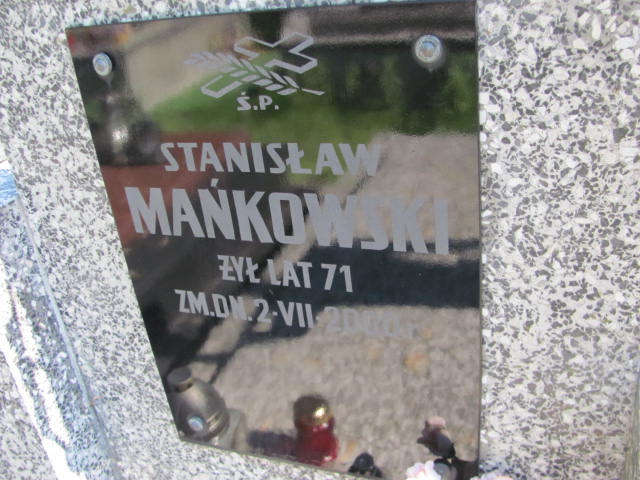 Ś.P.
STANISŁAW
MAŃKOWSKI
ŻYŁ LAT 71
ZM.DN. 2-VII-